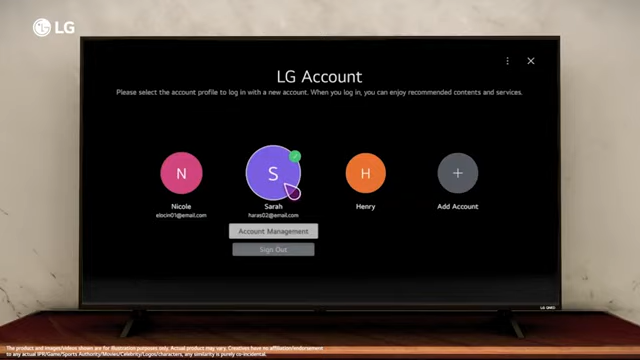 LG
LG Account
Please select the account profile to log in with a new account. When you log in, you can enjoy recommended contents and services.
N
S
H
+
Nicole
Sarah
Henry
Add Account
elocin01@email.com
haras02@email.com
Account Management
Sign Out
LG QNED
The product and images/videos shown are for illustration purposes only. Actual product may vary. Creatives have no affiliation/endorsement
to any actual IPR/Game/Sports Authority/Movies/Celebrity/Logos/characters, any similarity is purely co-incidental.